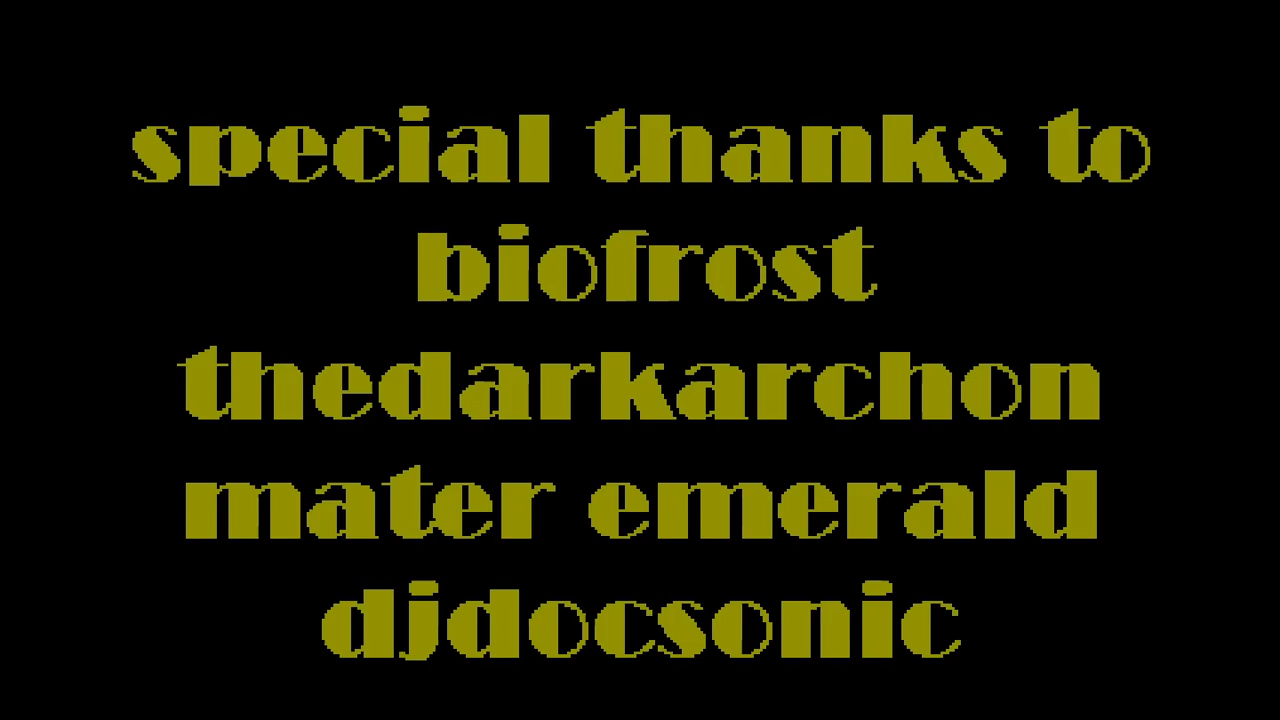 special thanks to
biofrost
thedarkarchon
mater emerald
djdocsonic